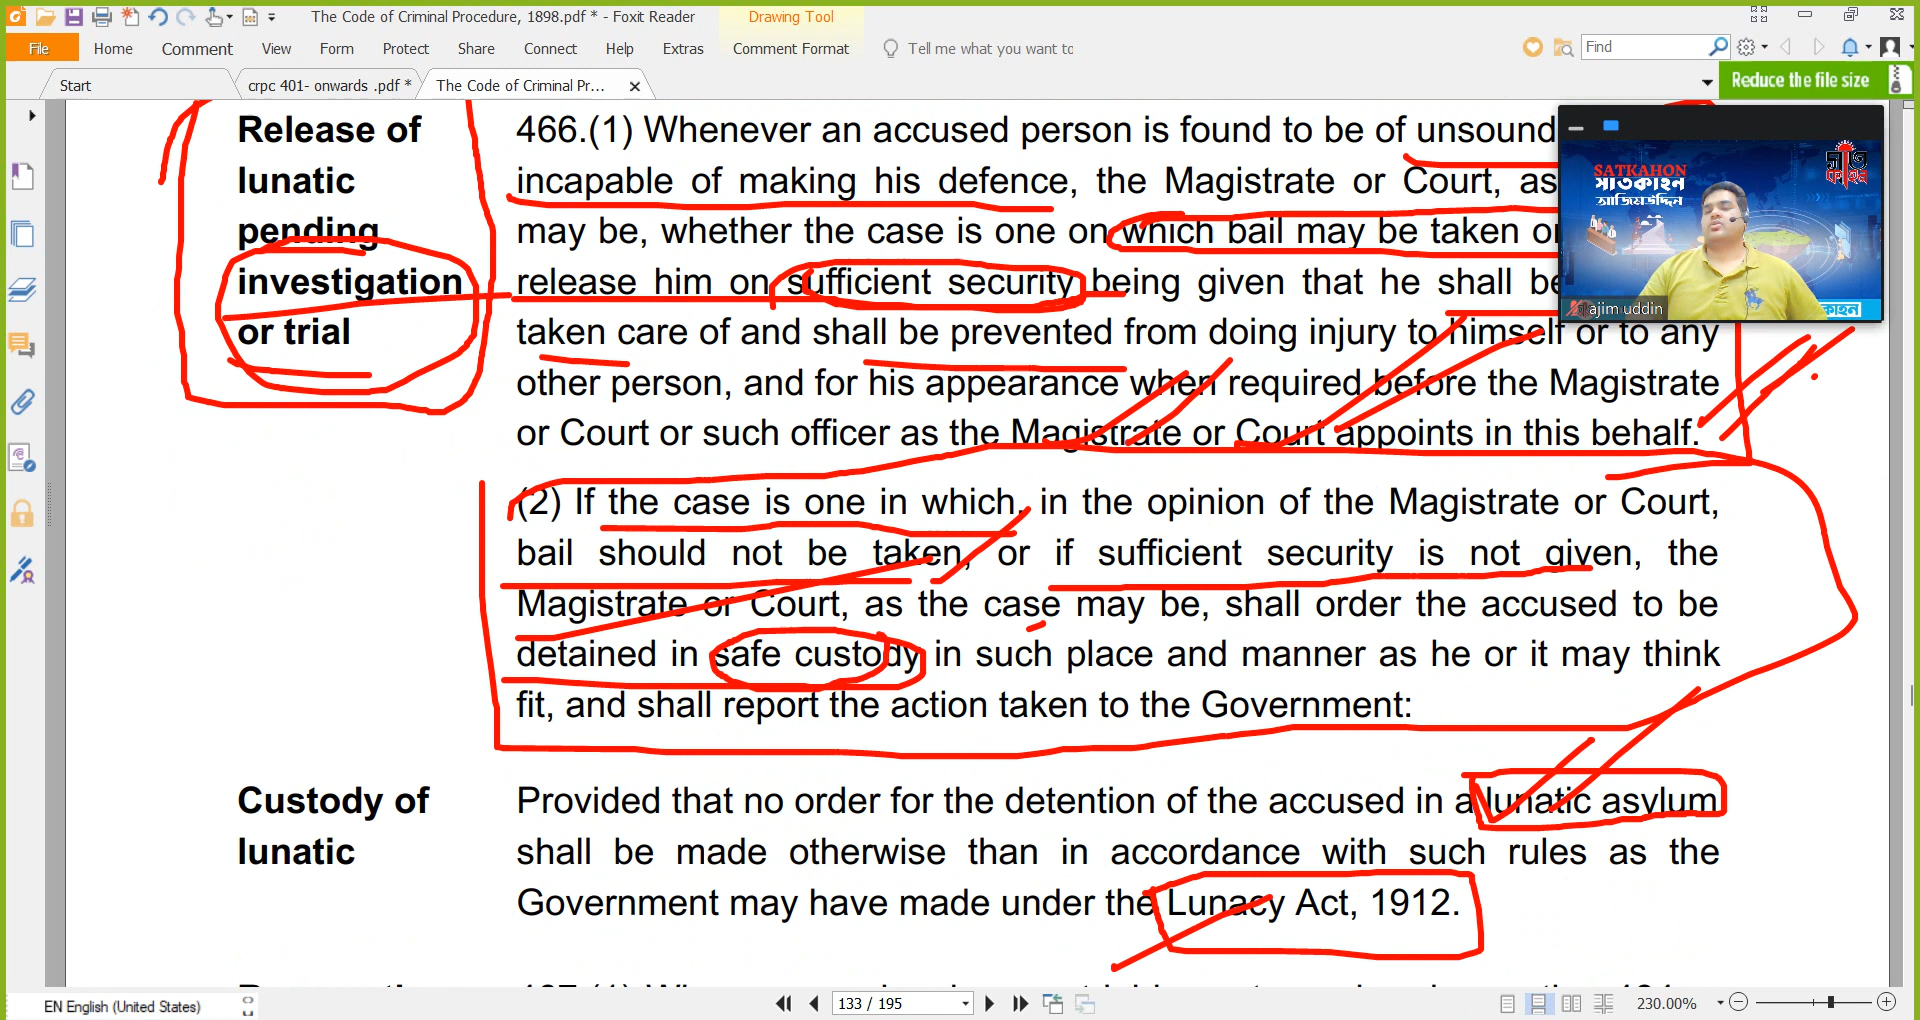 The Code of Criminal Procedure, 1898.pdf * - Foxit Reader
Drawing Tool
File Home Comment View Form Protect Share Connect Help Extras Comment Format Tell me what you want to
Find
Start
crpc 401- onwards .pdf *
The Code of Criminal Pr...
Reduce the file size
Release of
lunatic
pending
investigation
or trial
466.(1) Whenever an accused person is found to be of unsound
incapable of making his defence, the Magistrate or Court, as
may be, whether the case is one on which bail may be taken or
release him on sufficient security being given that he shall be
taken care of and shall be prevented from doing injury to himself or to any
other person, and for his appearance when required before the Magistrate
or Court or such officer as the Magistrate or Court appoints in this behalf.
(2) If the case is one in which, in the opinion of the Magistrate or Court,
bail should not be taken, or if sufficient security is not given, the
Magistrate or Court, as the case may be, shall order the accused to be
detained in safe custody in such place and manner as he or it may think
fit, and shall report the action taken to the Government:
Custody of
lunatic
Provided that no order for the detention of the accused in a lunatic asylum
shall be made otherwise than in accordance with such rules as the
Government may have made under the Lunacy Act, 1912.
SATKAHON
সাতকাহন
আজিমউদ্দিন
সাত
কাহন
ajim uddin
EN English (United States)
133 / 195
230.00%